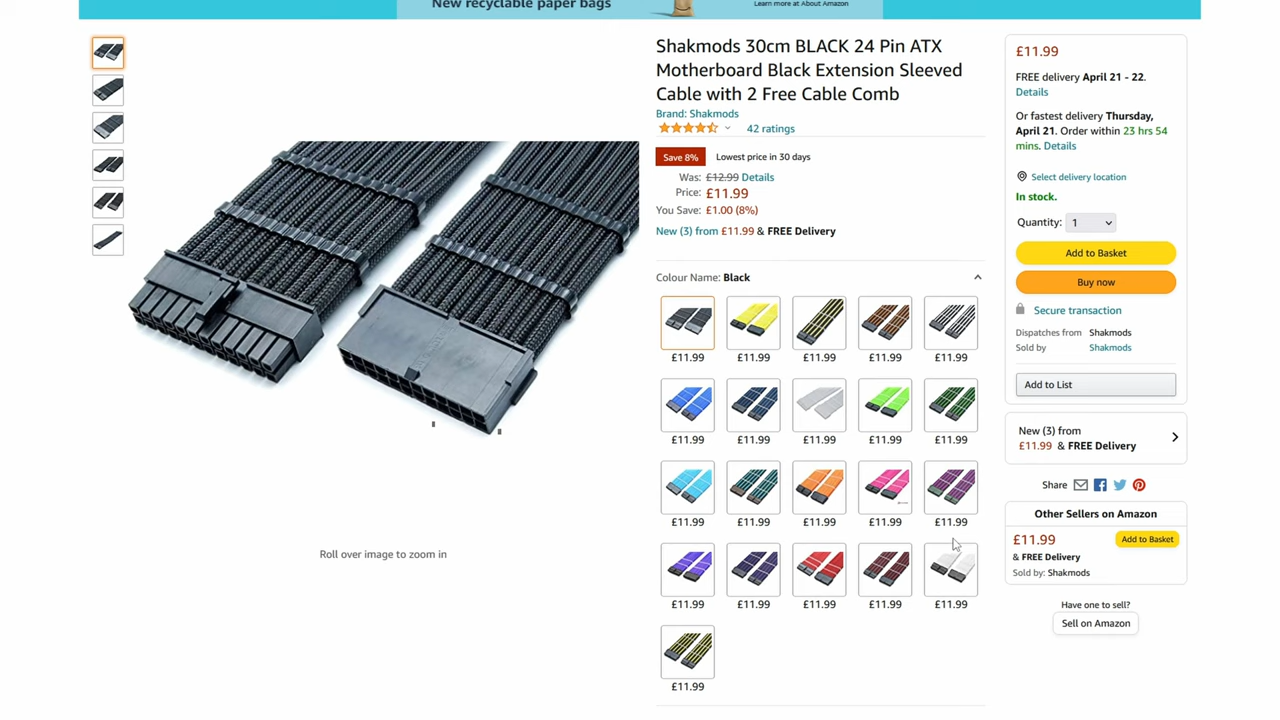 New recyclable paper bags
Learn more at About Amazon
Shakmods 30cm BLACK 24 Pin ATX
Motherboard Black Extension Sleeved
Cable with 2 Free Cable Comb
Brand: Shakmods
42 ratings
Save 8% Lowest price in 30 days
Was: £12.99 Details
Price: £11.99
You Save: £1.00 (8%)
New (3) from £11.99 & FREE Delivery
Colour Name: Black
£11.99 £11.99 £11.99 £11.99 £11.99
£11.99 £11.99 £11.99 £11.99 £11.99
£11.99 £11.99 £11.99 £11.99 £11.99
£11.99 £11.99 £11.99 £11.99 £11.99
£11.99
Roll over image to zoom in
£11.99
FREE delivery April 21 - 22.
Details
Or fastest delivery Thursday,
April 21. Order within 23 hrs 54
mins. Details
Select delivery location
In stock.
Quantity: 1
Add to Basket
Buy now
Secure transaction
Dispatches from Shakmods
Sold by Shakmods
Add to List
New (3) from
£11.99 & FREE Delivery
Share
Other Sellers on Amazon
£11.99 Add to Basket
& FREE Delivery
Sold by: Shakmods
Have one to sell?
Sell on Amazon